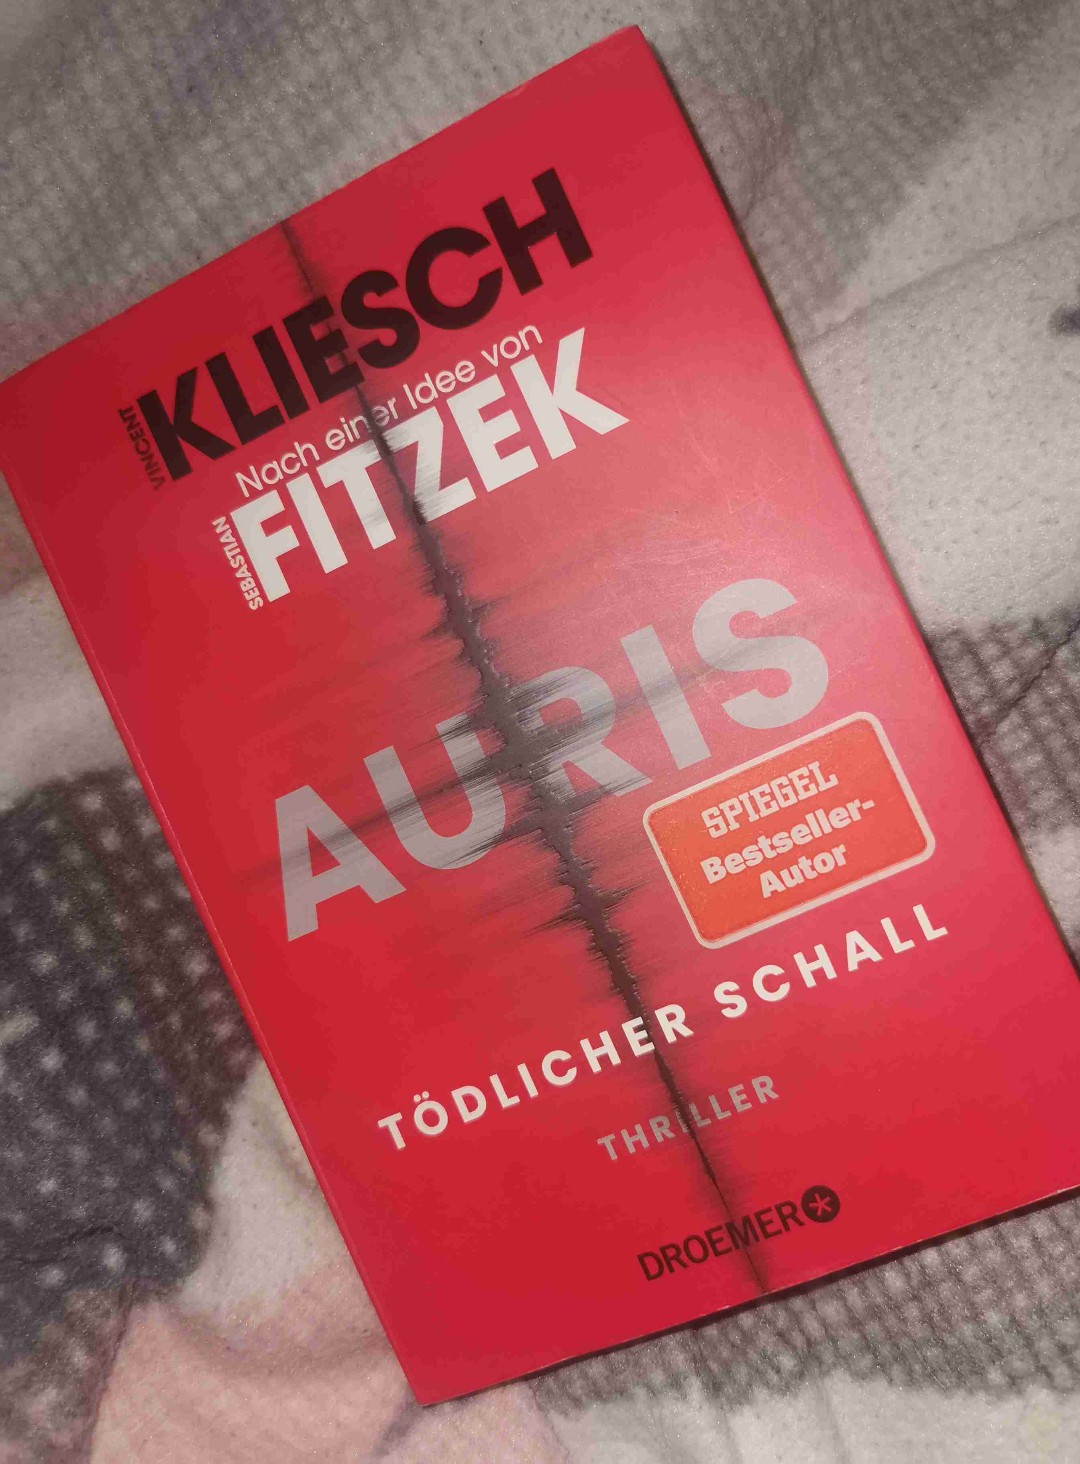 VINCENT
KLIESCH
Nach einer Idee von
SEBASTIAN
FITZEK
AURIS
SPIEGEL
Bestseller-
Autor
TÖDLICHER SCHALL
THRILLER
DROEMER